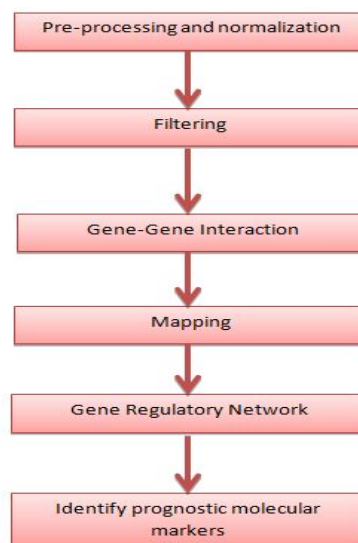 Pre-processing and normalization
Filtering
Gene-Gene Interaction
Mapping
Gene Regulatory Network
Identify prognostic molecular
markers